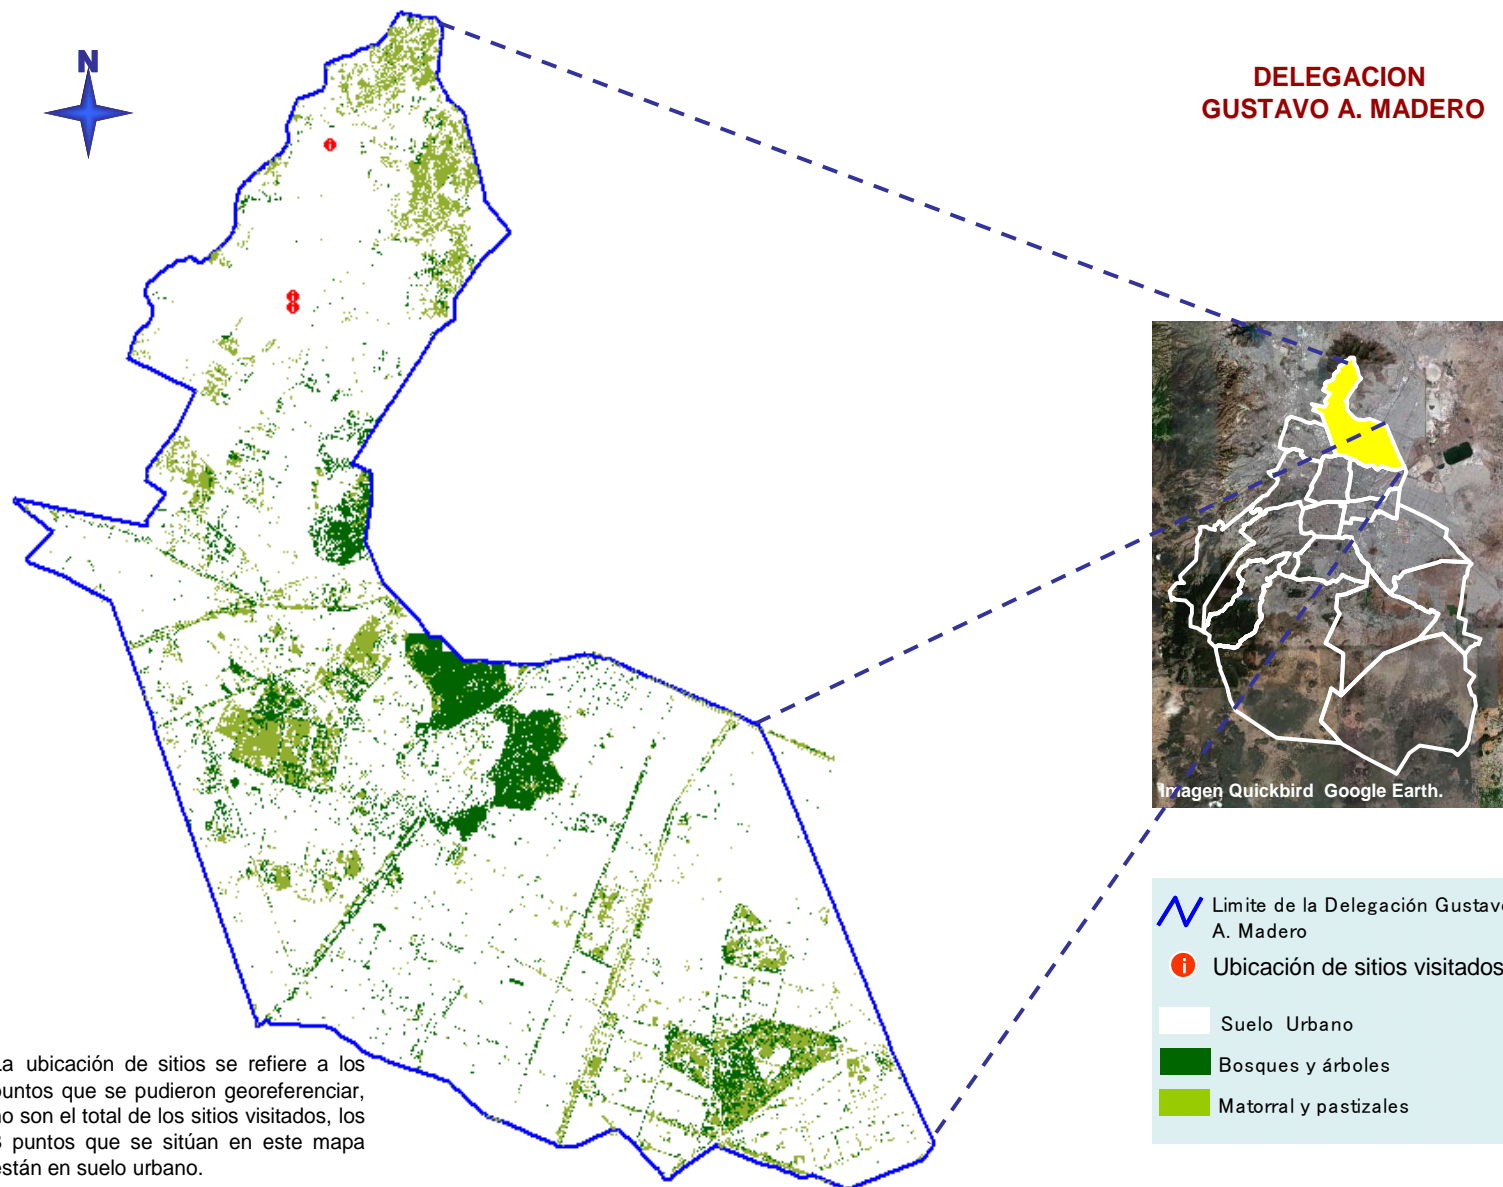 N
DELEGACION
GUSTAVO A. MADERO
Imagen Quickbird Google Earth.
Limite de la Delegación Gustavo
A. Madero
i Ubicación de sitios visitados
Suelo Urbano
Bosques y árboles
Matorral y pastizales
La ubicación de sitios se refiere a los
puntos que se pudieron georeferenciar,
no son el total de los sitios visitados, los
3 puntos que se sitúan en este mapa
están en suelo urbano.